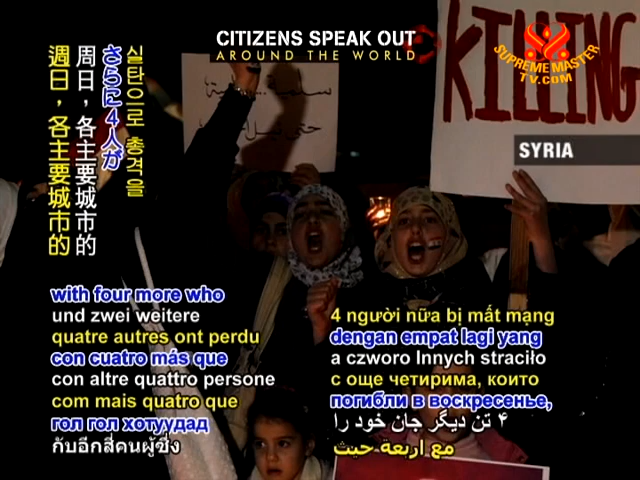 CITIZENS SPEAK OUT
AROUND THE WORLD
SUPREME MASTER
TV.COM
KILLING
SYRIA
실탄으로 총격을
さらに4人が
周日，各主要城市的
週日，各主要城市的
with four more who
und zwei weitere
quatre autres ont perdu
con cuatro más que
con altre quattro persone
com mais quatro que
гол гол хотуудад
กับอีกสี่คนผู้ซึ่ง
4 người nữa bị mất mạng
dengan empat lagi yang
a czworo Innych straciło
с още четирима, които
погибли в воскресенье,
۴ تن دیگر جان خود را
مع اربعة حيث